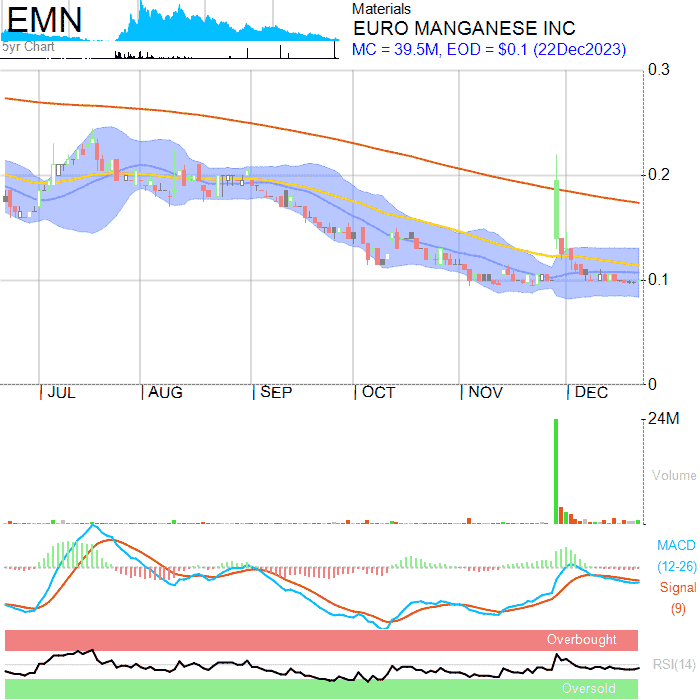 EMN
5yr Chart
Materials
EURO MANGANESE INC
MC = 39.5M, EOD = $0.1 (22Dec2023)
0.3
0.2
0.1
0
JUL
AUG
SEP
OCT
NOV
DEC
24M
Volume
MACD
(12-26)
Signal
(9)
Overbought
RSI(14)
Oversold